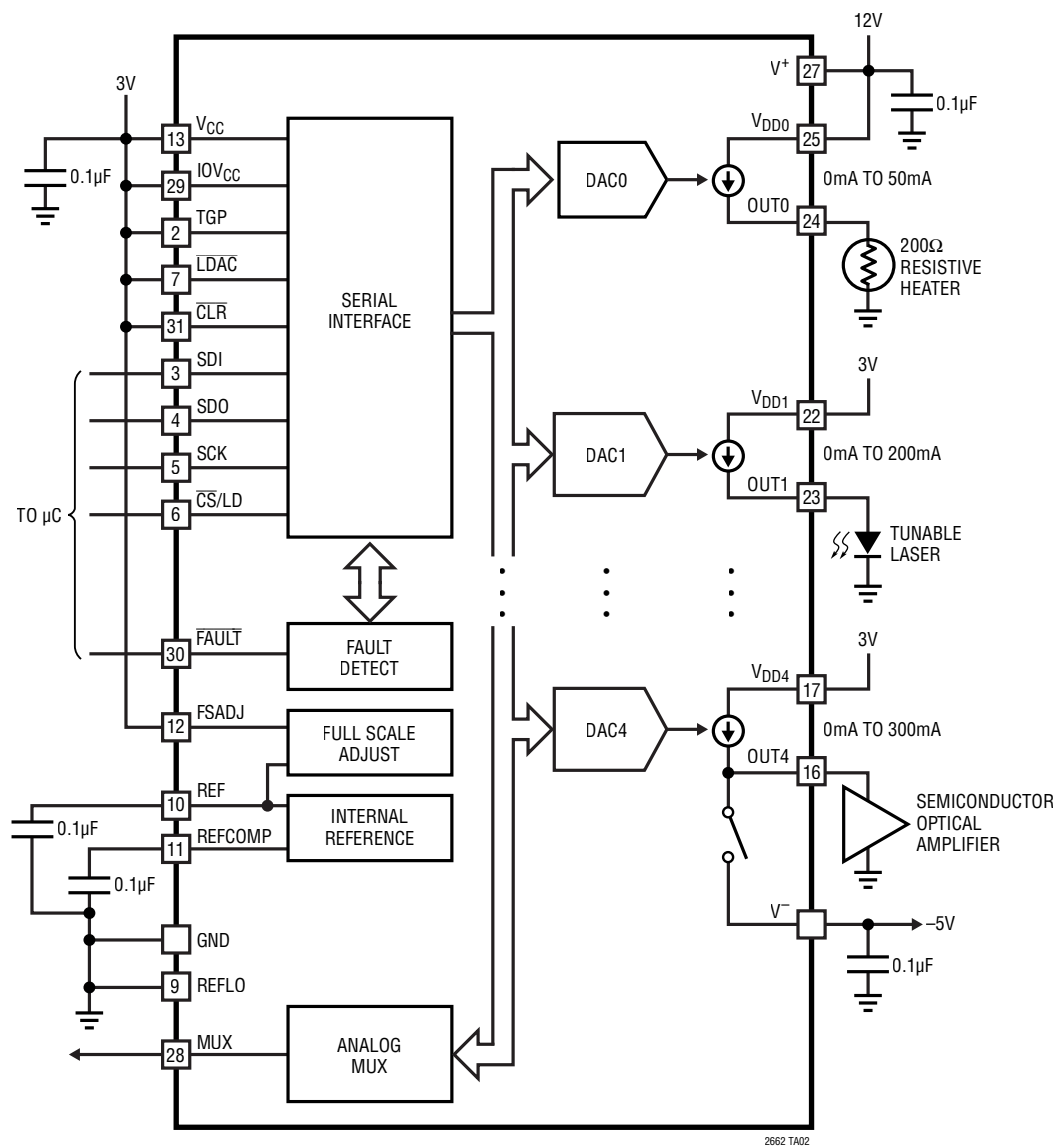 12V
V+
27
0.1µF
3V
13
VCC
0.1µF
29
IOVCC
2
TGP
7
LDAC
31
CLR
3
SDI
4
SDO
5
SCK
6
CS/LD
TO µC
SERIAL
INTERFACE
30
FAULT
FAULT
DETECT
12
FSADJ
FULL SCALE
ADJUST
10
REF
0.1µF
11
REFCOMP
0.1µF
INTERNAL
REFERENCE
GND
9
REFLO
28
MUX
ANALOG
MUX
DAC0
VDD0
25
0mA TO 50mA
OUT0
24
200Ω
RESISTIVE
HEATER
DAC1
3V
VDD1
22
0mA TO 200mA
OUT1
23
TUNABLE
LASER
DAC4
3V
VDD4
17
0mA TO 300mA
OUT4
16
SEMICONDUCTOR
OPTICAL
AMPLIFIER
V−
–5V
0.1µF
2662 TA02